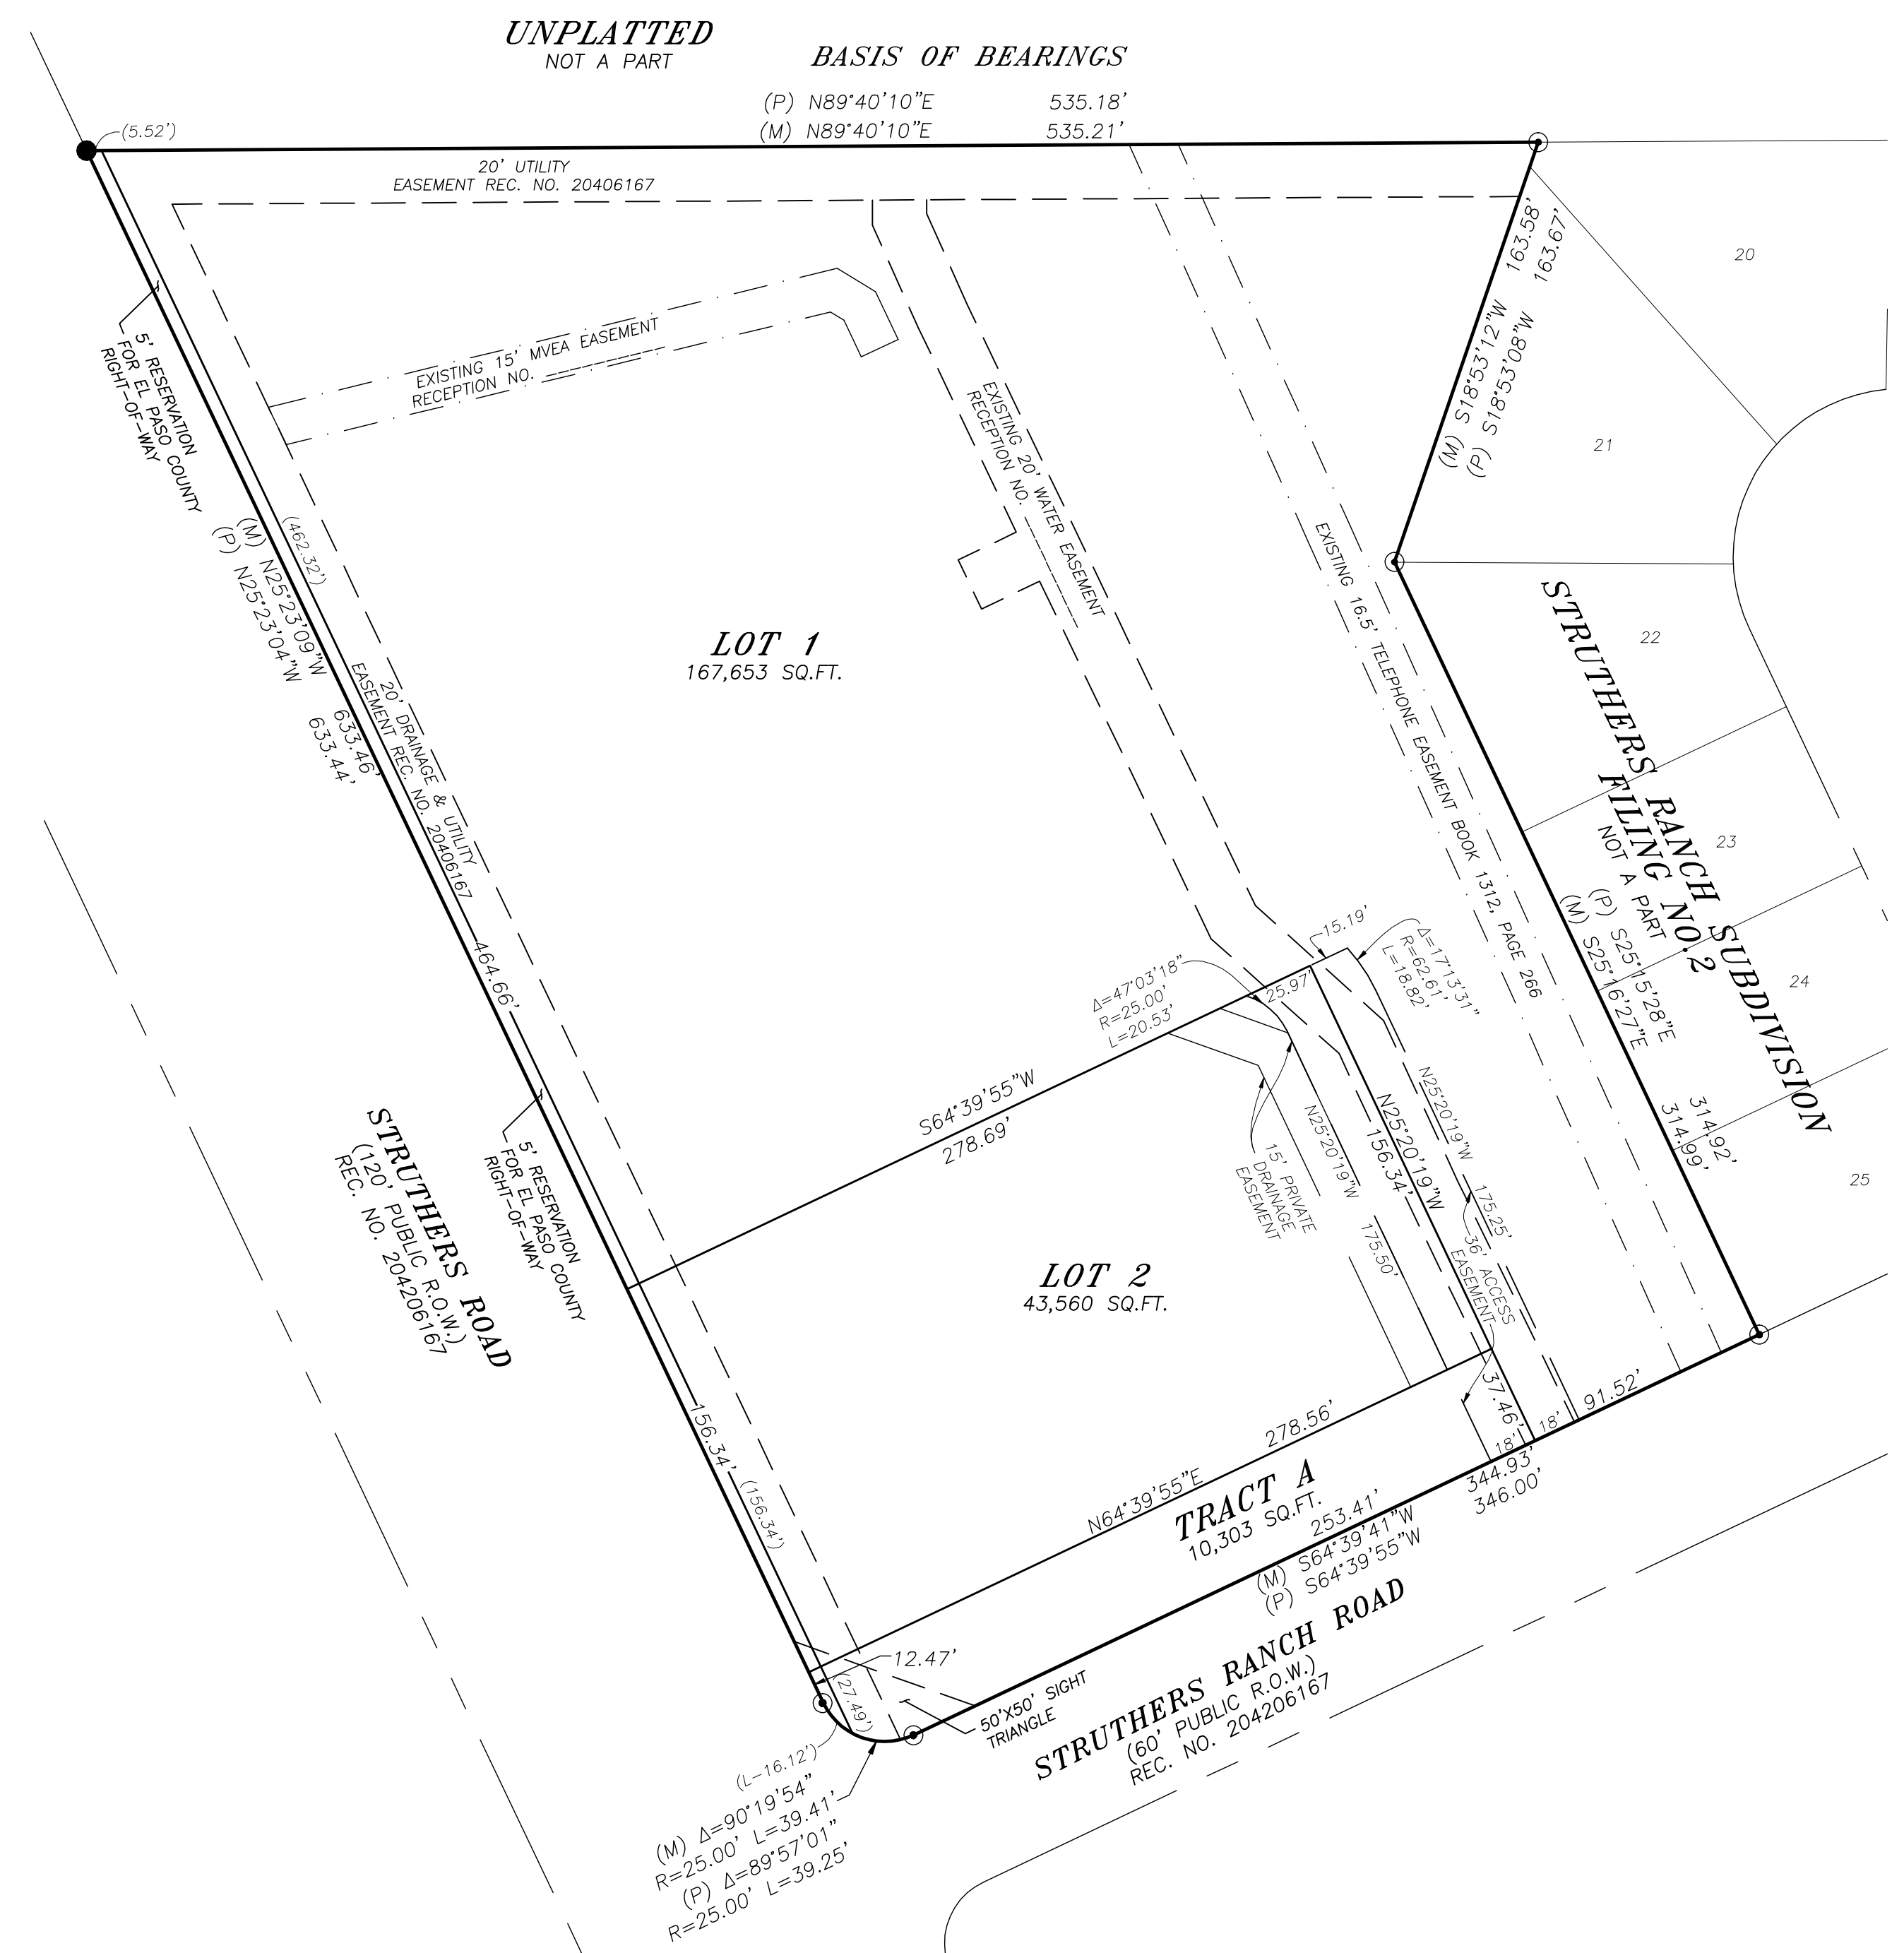 UNPLATTED
NOT A PART
BASIS OF BEARINGS
(P) N89°40'10"E 535.18'
(M) N89°40'10"E 535.21'
(5.52')
20' UTILITY
EASEMENT REC. NO. 20406167
163.58'
163.67'
(M) S18°53'12"W
(P) S18°53'08"W
20
21
22
23
24
25
5' RESERVATION
FOR EL PASO COUNTY
RIGHT-OF-WAY
EXISTING 15' MVEA EASEMENT
RECEPTION NO. __________
EXISTING 20' WATER EASEMENT
RECEPTION NO. __________
EXISTING 16.5' TELEPHONE EASEMENT BOOK 1312, PAGE 266
(462.32')
(M) N25°23'09"W 633.46'
(P) N25°23'04"W 633.44'
20' DRAINAGE & UTILITY
EASEMENT REC. NO. 20406167
LOT 1
167,653 SQ.FT.
STRUTHERS RANCH SUBDIVISION
FILING NO.2
NOT A PART
(P) S25°15'28"E 314.92'
(M) S25°16'27"E 314.99'
464.66'
15.19'
Δ=17°13'31"
R=62.61'
L=18.82'
Δ=47°03'18"
R=25.00'
L=20.53'
25.97'
S64°39'55"W
278.69'
N25°20'19"W 175.25'
N25°20'19"W
156.34'
N25°20'19"W 175.50'
15' PRIVATE
DRAINAGE
EASEMENT
36' ACCESS
EASEMENT
5' RESERVATION
FOR EL PASO COUNTY
RIGHT-OF-WAY
STRUTHERS ROAD
(120' PUBLIC R.O.W.)
REC. NO. 204206167
LOT 2
43,560 SQ.FT.
156.34'
(156.34')
N64°39'55"E 278.56'
37.46'
18'
18'
91.52'
TRACT A
10,303 SQ.FT.
253.41'
344.93'
346.00'
(M) S64°39'41"W
(P) S64°39'55"W
12.47'
(27.49')
50'X50' SIGHT
TRIANGLE
STRUTHERS RANCH ROAD
(60' PUBLIC R.O.W.)
REC. NO. 204206167
(L-16.12')
(M) Δ=90°19'54"
R=25.00' L=39.41'
(P) Δ=89°57'01"
R=25.00' L=39.25'